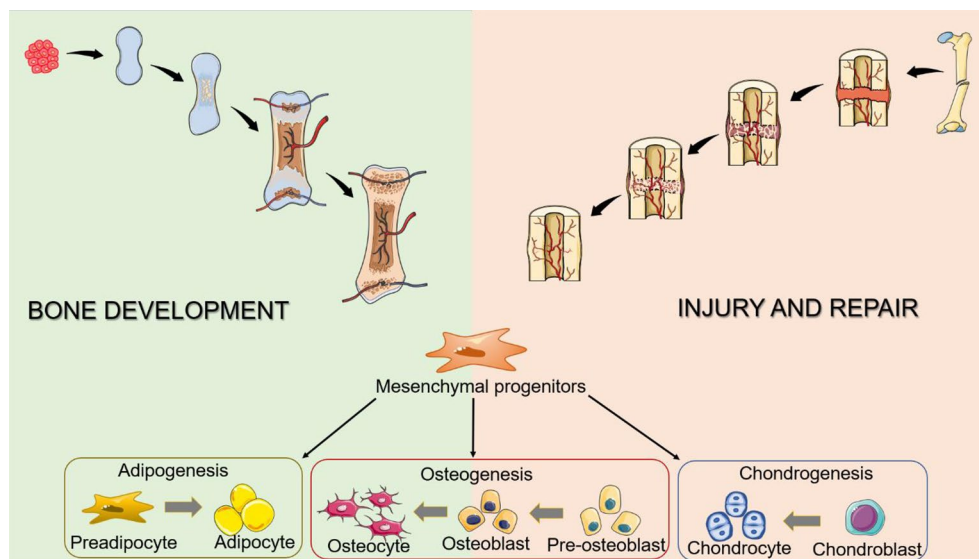 BONE DEVELOPMENT
INJURY AND REPAIR
Mesenchymal progenitors
Adipogenesis
Preadipocyte
Adipocyte
Osteogenesis
Osteocyte
Osteoblast
Pre-osteoblast
Chondrogenesis
Chondrocyte
Chondroblast